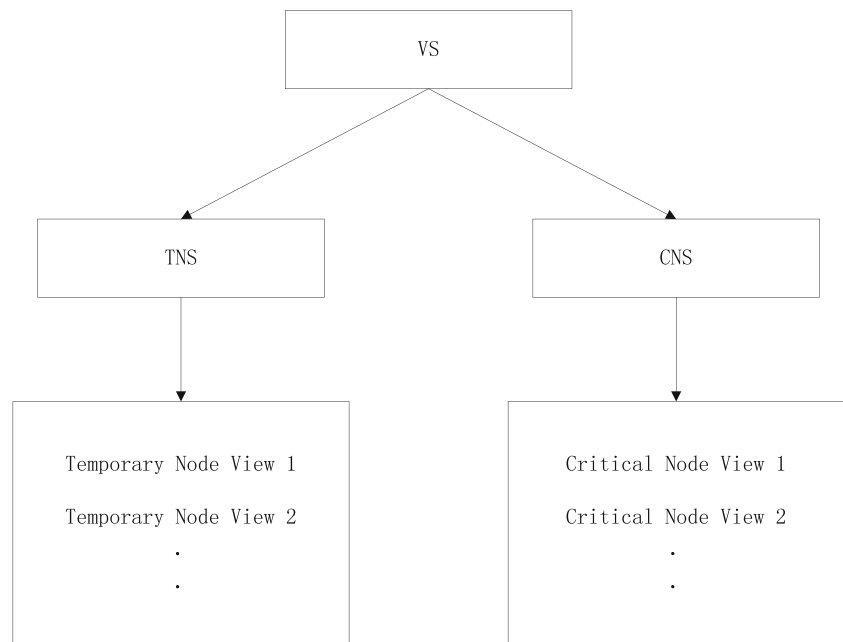 VS
TNS
CNS
Temporary Node View 1
Temporary Node View 2
.
.
Critical Node View 1
Critical Node View 2
.
.